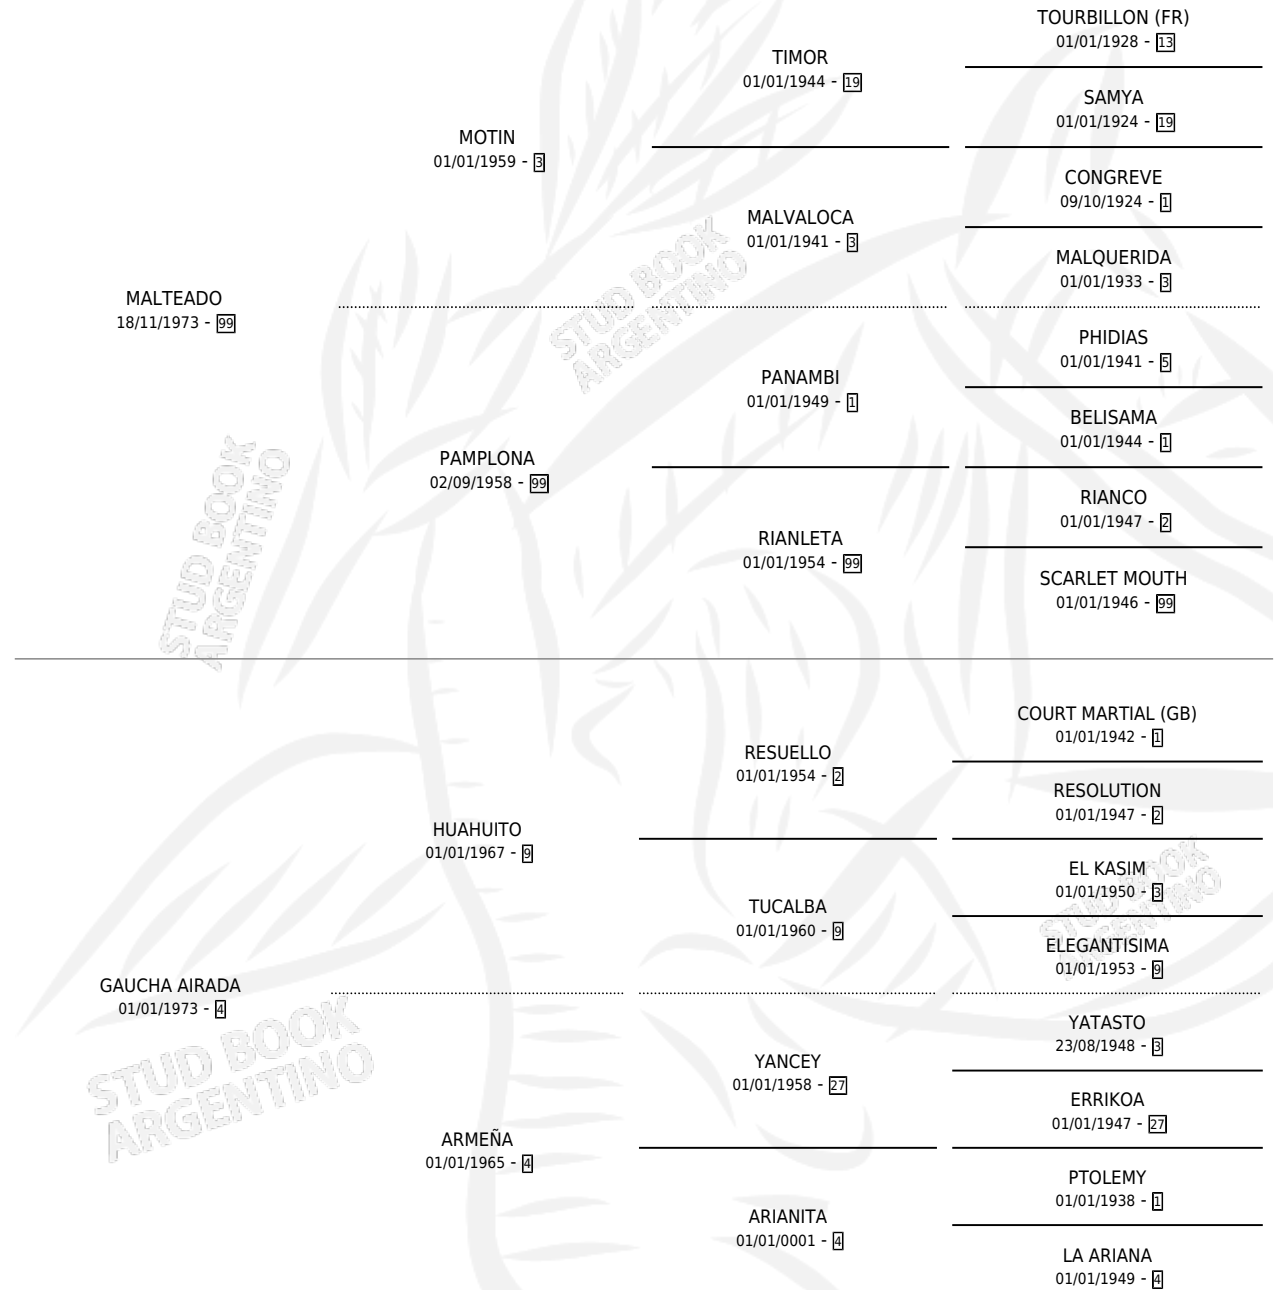 TOURBILLON (FR)
01/01/1928 - 13
TIMOR
01/01/1944 - 19
SAMYA
01/01/1924 - 19
MOTIN
01/01/1959 - 3
CONGREVE
09/10/1924 - 1
MALVALOCA
01/01/1941 - 3
MALQUERIDA
01/01/1933 - 3
MALTEADO
18/11/1973 - 99
PHIDIAS
01/01/1941 - 5
PANAMBI
01/01/1949 - 1
BELISAMA
01/01/1944 - 1
PAMPLONA
02/09/1958 - 99
RIANCO
01/01/1947 - 2
RIANLETA
01/01/1954 - 99
SCARLET MOUTH
01/01/1946 - 99
STUD BOOK
ARGENTINO
STUD BOOK
ARGENTINO
COURT MARTIAL (GB)
01/01/1942 - 1
RESUELLO
01/01/1954 - 2
RESOLUTION
01/01/1947 - 2
HUAHUITO
01/01/1967 - 9
EL KASIM
01/01/1950 - 3
TUCALBA
01/01/1960 - 9
ELEGANTISIMA
01/01/1953 - 9
GAUCHA AIRADA
01/01/1973 - 4
YATASTO
23/08/1948 - 3
YANCEY
01/01/1958 - 27
ERRIKOA
01/01/1947 - 27
ARMEÑA
01/01/1965 - 4
PTOLEMY
01/01/1938 - 1
ARIANITA
01/01/0001 - 4
LA ARIANA
01/01/1949 - 4
STUD BOOK
ARGENTINO
STUD BOOK
ARGENTINO